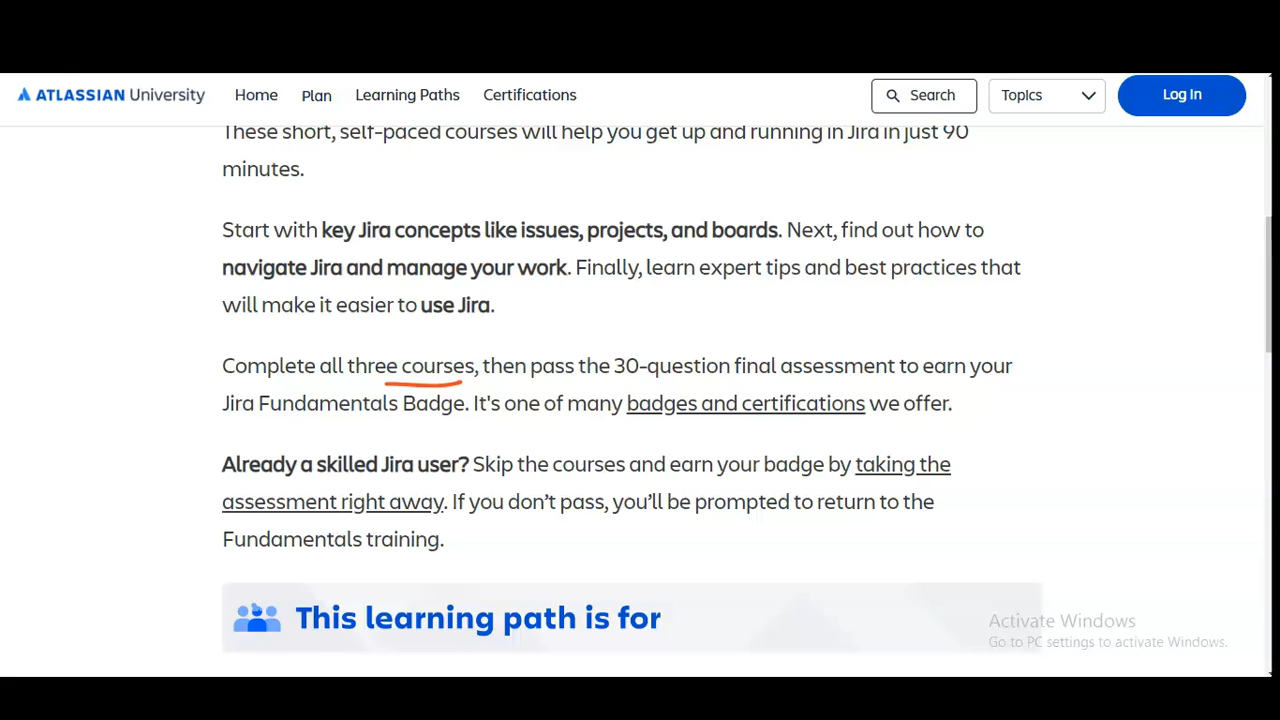 ATLASSIAN University Home Plan Learning Paths Certifications Search Topics Log In
These short, self-paced courses will help you get up and running in Jira in just 90
minutes.
Start with key Jira concepts like issues, projects, and boards. Next, find out how to
navigate Jira and manage your work. Finally, learn expert tips and best practices that
will make it easier to use Jira.
Complete all three courses, then pass the 30-question final assessment to earn your
Jira Fundamentals Badge. It's one of many badges and certifications we offer.
Already a skilled Jira user? Skip the courses and earn your badge by taking the
assessment right away. If you don’t pass, you’ll be prompted to return to the
Fundamentals training.
This learning path is for
Activate Windows
Go to PC settings to activate Windows.